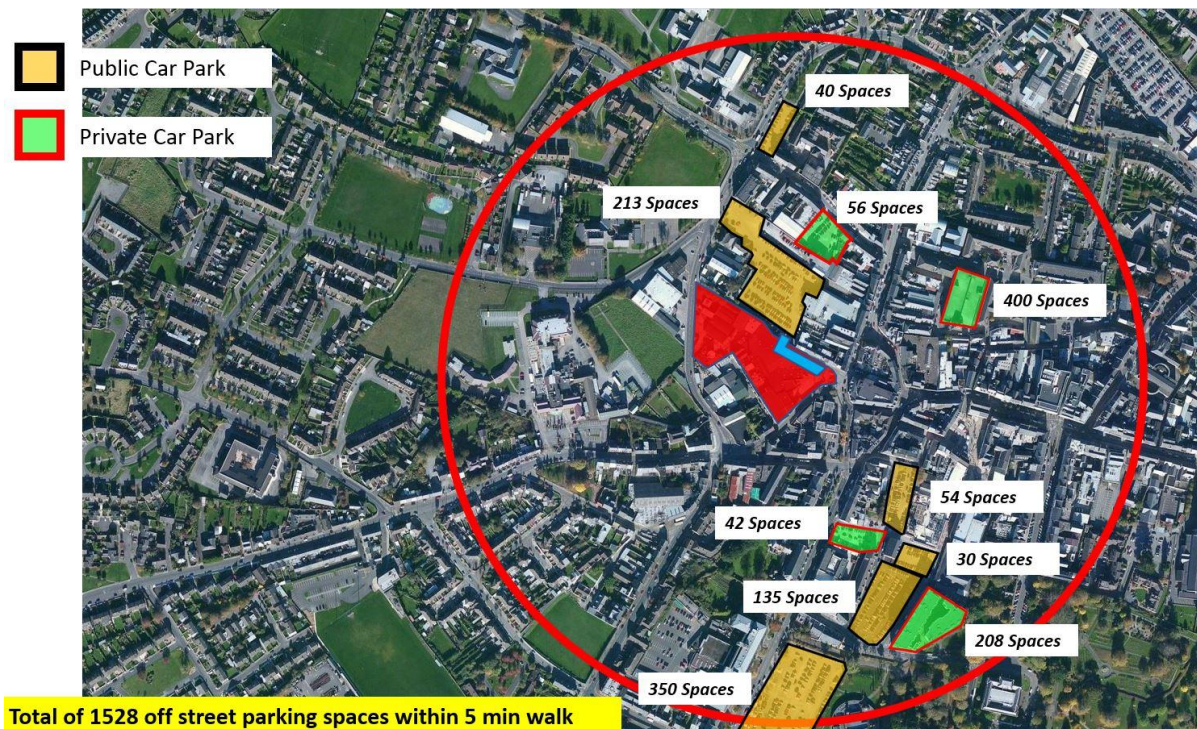 Public Car Park
Private Car Park
40 Spaces
213 Spaces
56 Spaces
400 Spaces
54 Spaces
42 Spaces
30 Spaces
135 Spaces
208 Spaces
350 Spaces
Total of 1528 off street parking spaces within 5 min walk